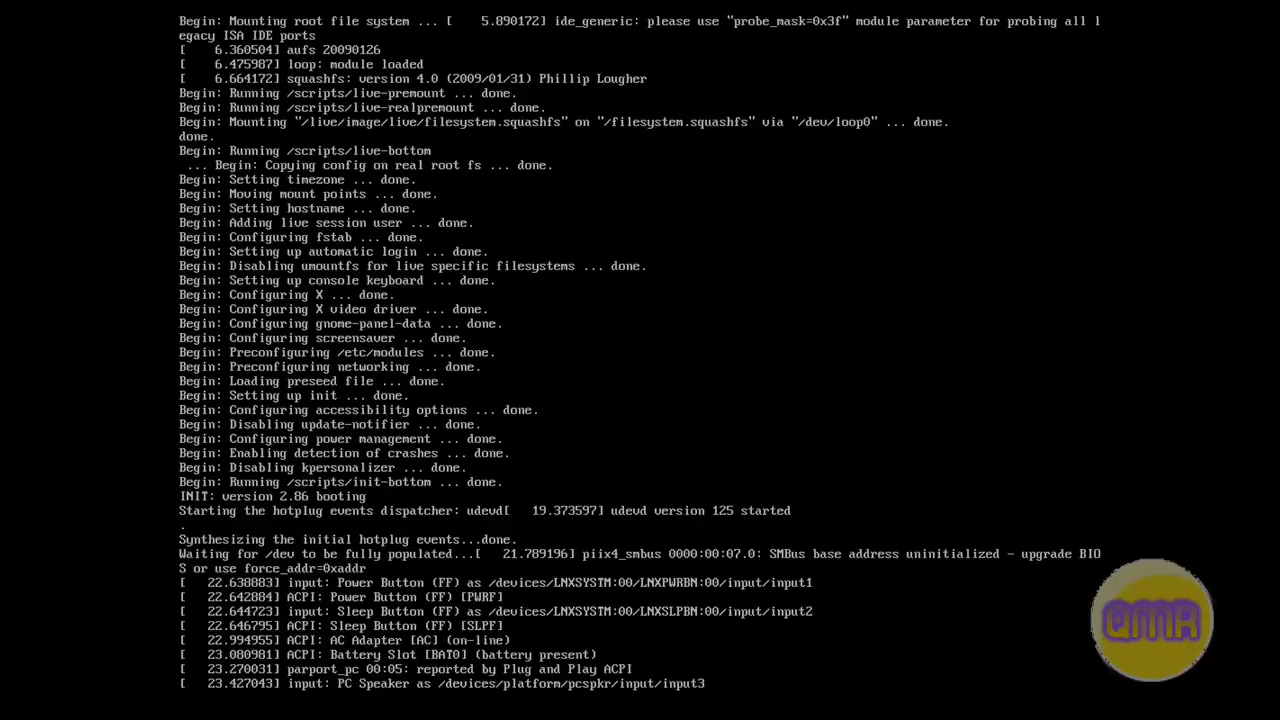 Begin: Mounting root file system ... [    5.890172] ide_generic: please use "probe_mask=0x3f" module parameter for probing all l
egacy ISA IDE ports
[    6.360504] aufs 20090126
[    6.475987] loop: module loaded
[    6.664172] squashfs: version 4.0 (2009/01/31) Phillip Lougher
Begin: Running /scripts/live-premount ... done.
Begin: Running /scripts/live-realpremount ... done.
Begin: Mounting "/live/image/live/filesystem.squashfs" on "/filesystem.squashfs" via "/dev/loop0" ... done.
done.
Begin: Running /scripts/live-bottom
 ... Begin: Copying config on real root fs ... done.
Begin: Setting timezone ... done.
Begin: Moving mount points ... done.
Begin: Setting hostname ... done.
Begin: Adding live session user ... done.
Begin: Configuring fstab ... done.
Begin: Setting up automatic login ... done.
Begin: Disabling umountfs for live specific filesystems ... done.
Begin: Setting up console keyboard ... done.
Begin: Configuring X ... done.
Begin: Configuring X video driver ... done.
Begin: Configuring gnome-panel-data ... done.
Begin: Configuring screensaver ... done.
Begin: Preconfiguring /etc/modules ... done.
Begin: Preconfiguring networking ... done.
Begin: Loading preseed file ... done.
Begin: Setting up init ... done.
Begin: Configuring accessibility options ... done.
Begin: Disabling update-notifier ... done.
Begin: Configuring power management ... done.
Begin: Enabling detection of crashes ... done.
Begin: Disabling kpersonalizer ... done.
Begin: Running /scripts/init-bottom ... done.
INIT: version 2.86 booting
Starting the hotplug events dispatcher: udevd[   19.373597] udevd version 125 started
.
Synthesizing the initial hotplug events...done.
Waiting for /dev to be fully populated...[   21.789196] piix4_smbus 0000:00:07.0: SMBus base address uninitialized - upgrade BIO
S or use force_addr=0xaddr
[   22.638883] input: Power Button (FF) as /devices/LNXSYSTM:00/LNXPWRBN:00/input/input1
[   22.642884] ACPI: Power Button (FF) [PWRF]
[   22.644723] input: Sleep Button (FF) as /devices/LNXSYSTM:00/LNXSLPBN:00/input/input2
[   22.646795] ACPI: Sleep Button (FF) [SLPF]
[   22.994955] ACPI: AC Adapter [AC] (on-line)
[   23.080981] ACPI: Battery Slot [BAT0] (battery present)
[   23.270031] parport_pc 00:05: reported by Plug and Play ACPI
[   23.427043] input: PC Speaker as /devices/platform/pcspkr/input/input3
QMR